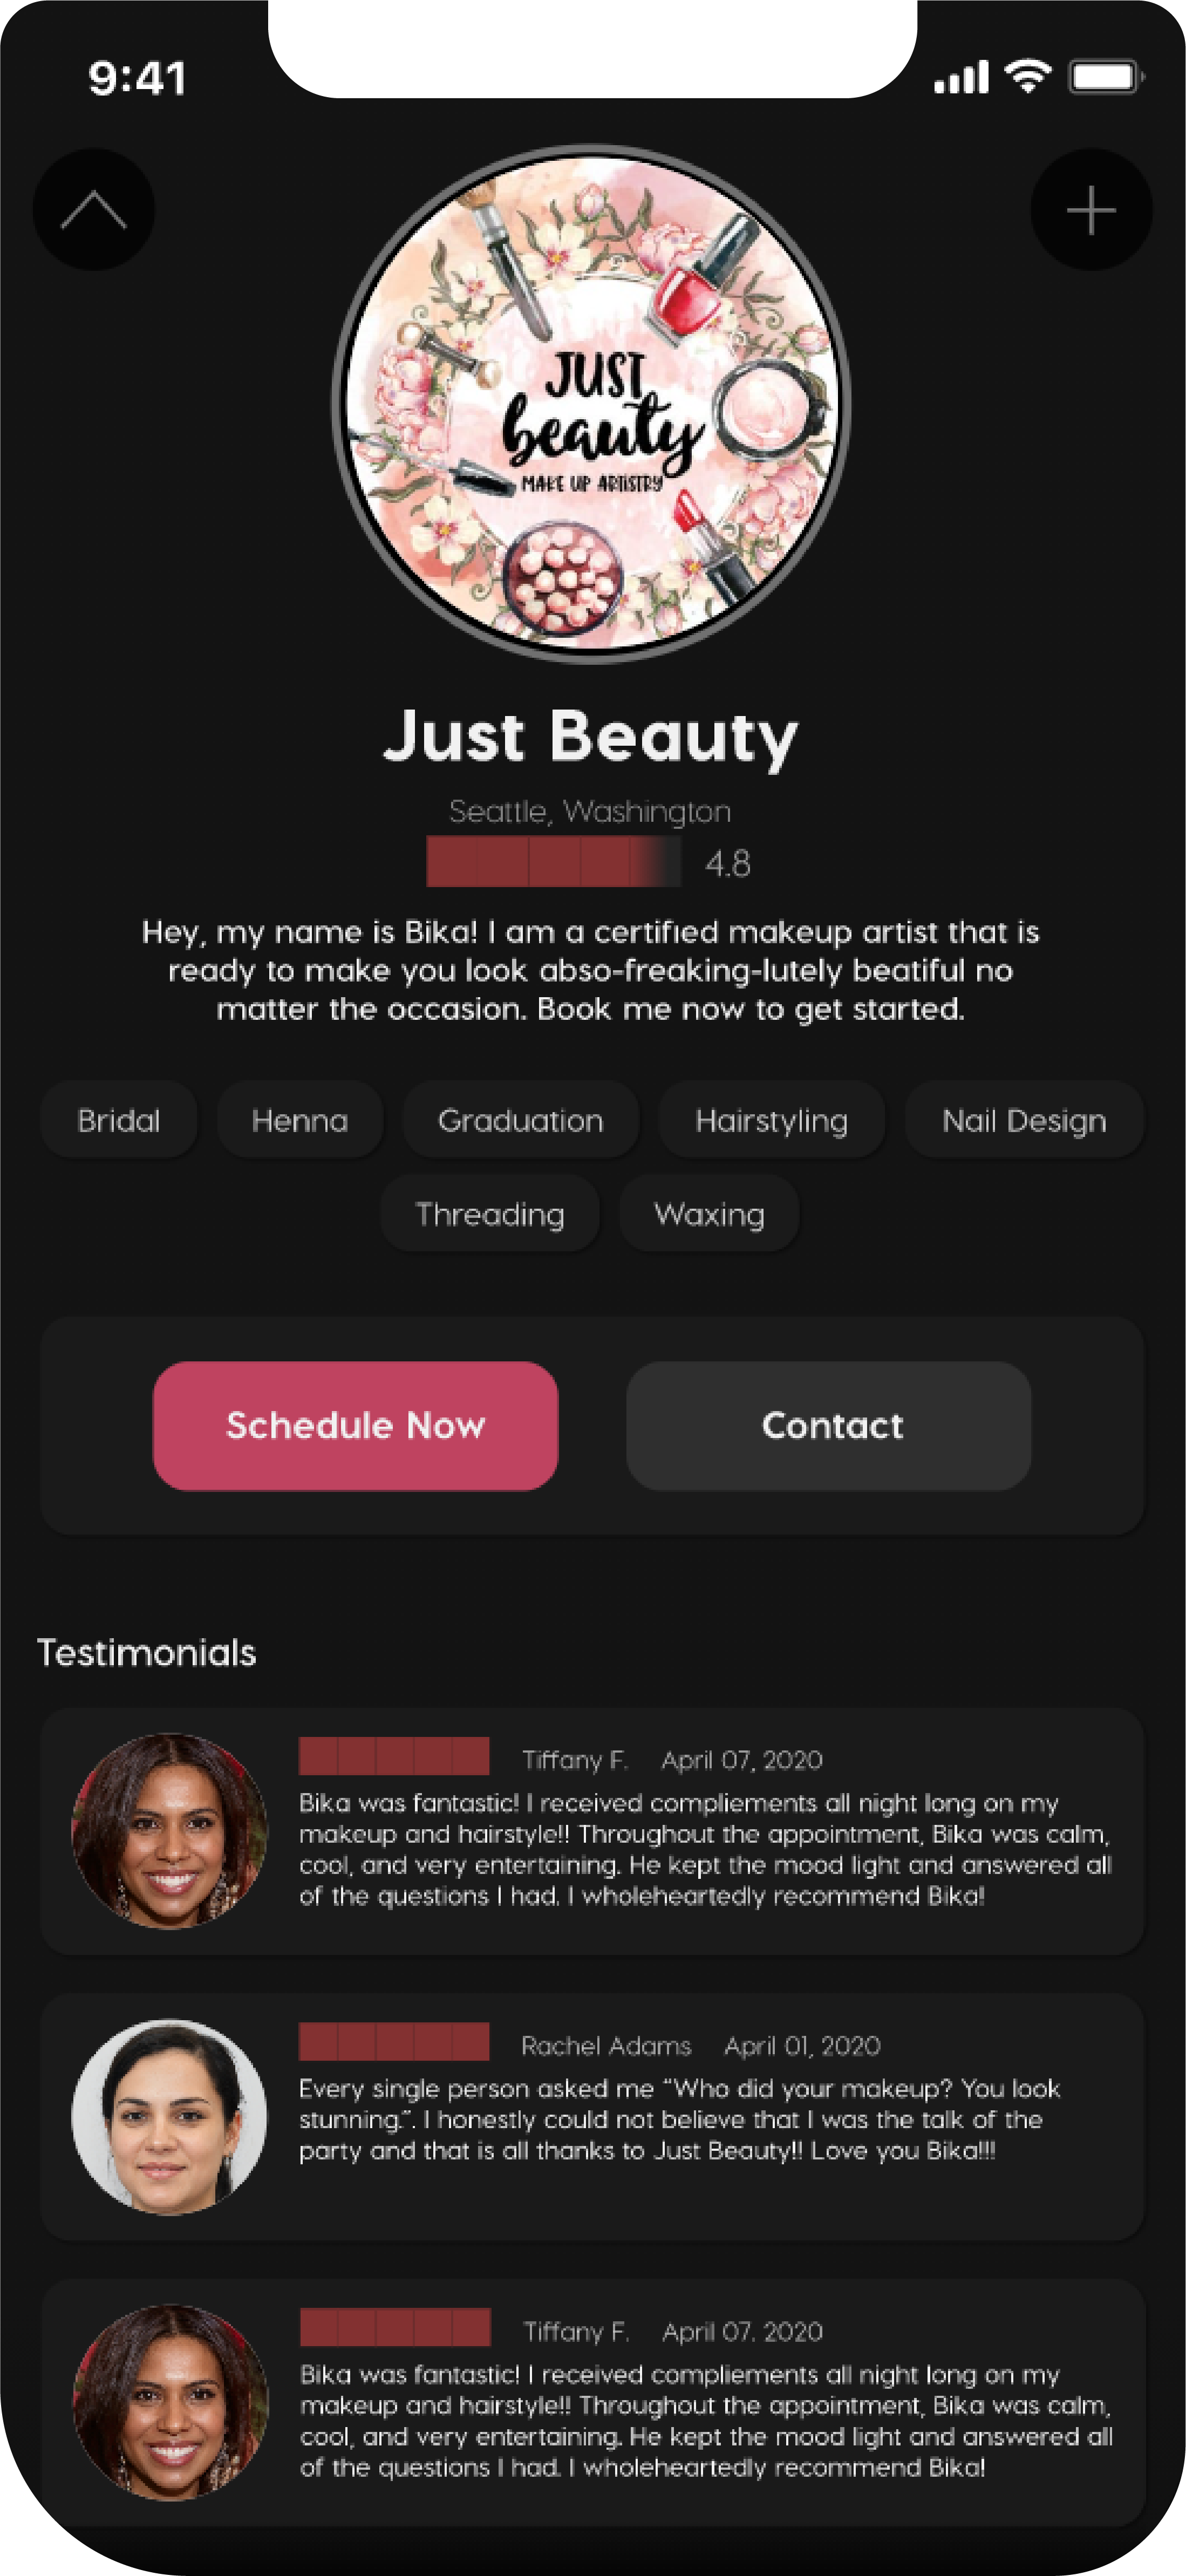 9:41
JUST
beauty
MAKE UP ARTISTRY
Just Beauty
Seattle, Washington
4.8
Hey, my name is Bika! I am a certified makeup artist that is
ready to make you look abso-freaking-lutely beatiful no
matter the occasion. Book me now to get started.
Bridal Henna Graduation Hairstyling Nail Design
Threading Waxing
Schedule Now Contact
Testimonials
Tiffany F. April 07, 2020
Bika was fantastic! I received compliements all night long on my
makeup and hairstyle!! Throughout the appointment, Bika was calm,
cool, and very entertaining. He kept the mood light and answered all
of the questions I had. I wholeheartedly recommend Bika!
Rachel Adams April 01, 2020
Every single person asked me “Who did your makeup? You look
stunning.”. I honestly could not believe that I was the talk of the
party and that is all thanks to Just Beauty!! Love you Bika!!!
Tiffany F. April 07, 2020
Bika was fantastic! I received compliements all night long on my
makeup and hairstyle!! Throughout the appointment, Bika was calm,
cool, and very entertaining. He kept the mood light and answered all
of the questions I had. I wholeheartedly recommend Bika!